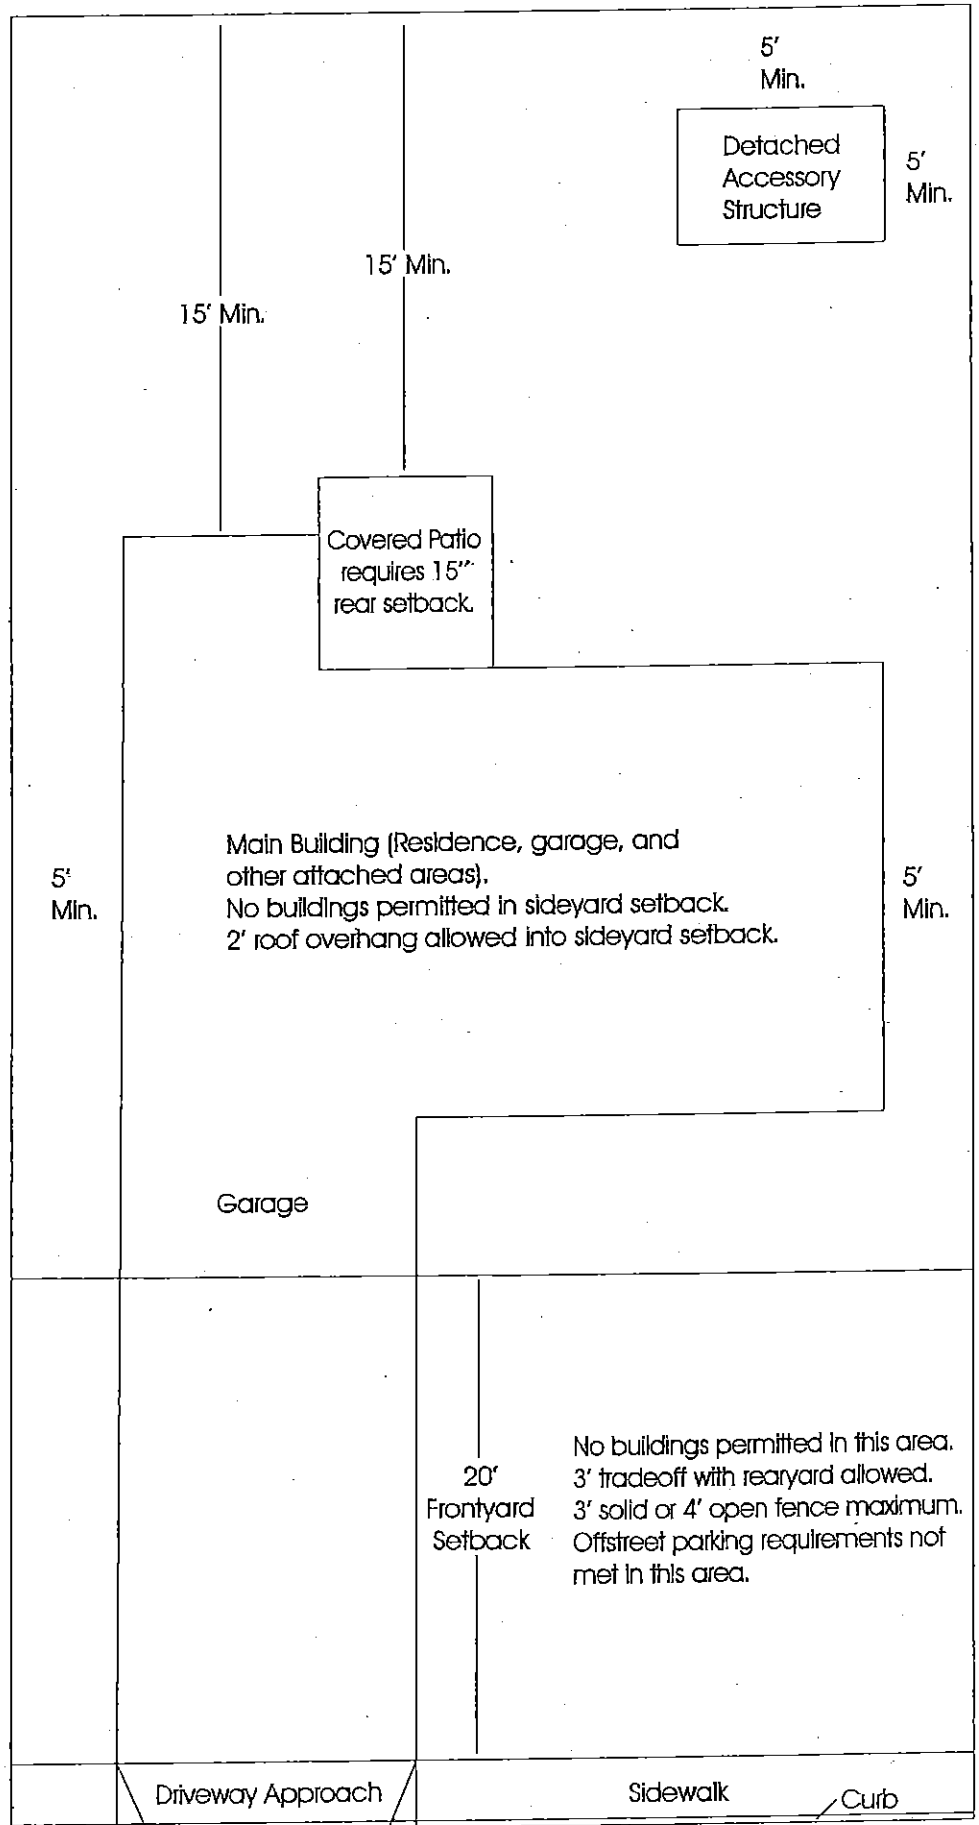 5'
Min.
Detached
Accessory
Structure
5'
Min.
15' Min.
15' Min.
Covered Patio
requires 15"
rear setback.
Main Building (Residence, garage, and
other attached areas).
No buildings permitted in sideyard setback.
2' roof overhang allowed into sideyard setback.
5'
Min.
5'
Min.
Garage
20'
Frontyard
Setback
No buildings permitted in this area.
3' tradeoff with rearyard allowed.
3' solid or 4' open fence maximum.
Offstreet parking requirements not
met in this area.
Driveway Approach
Sidewalk
Curb